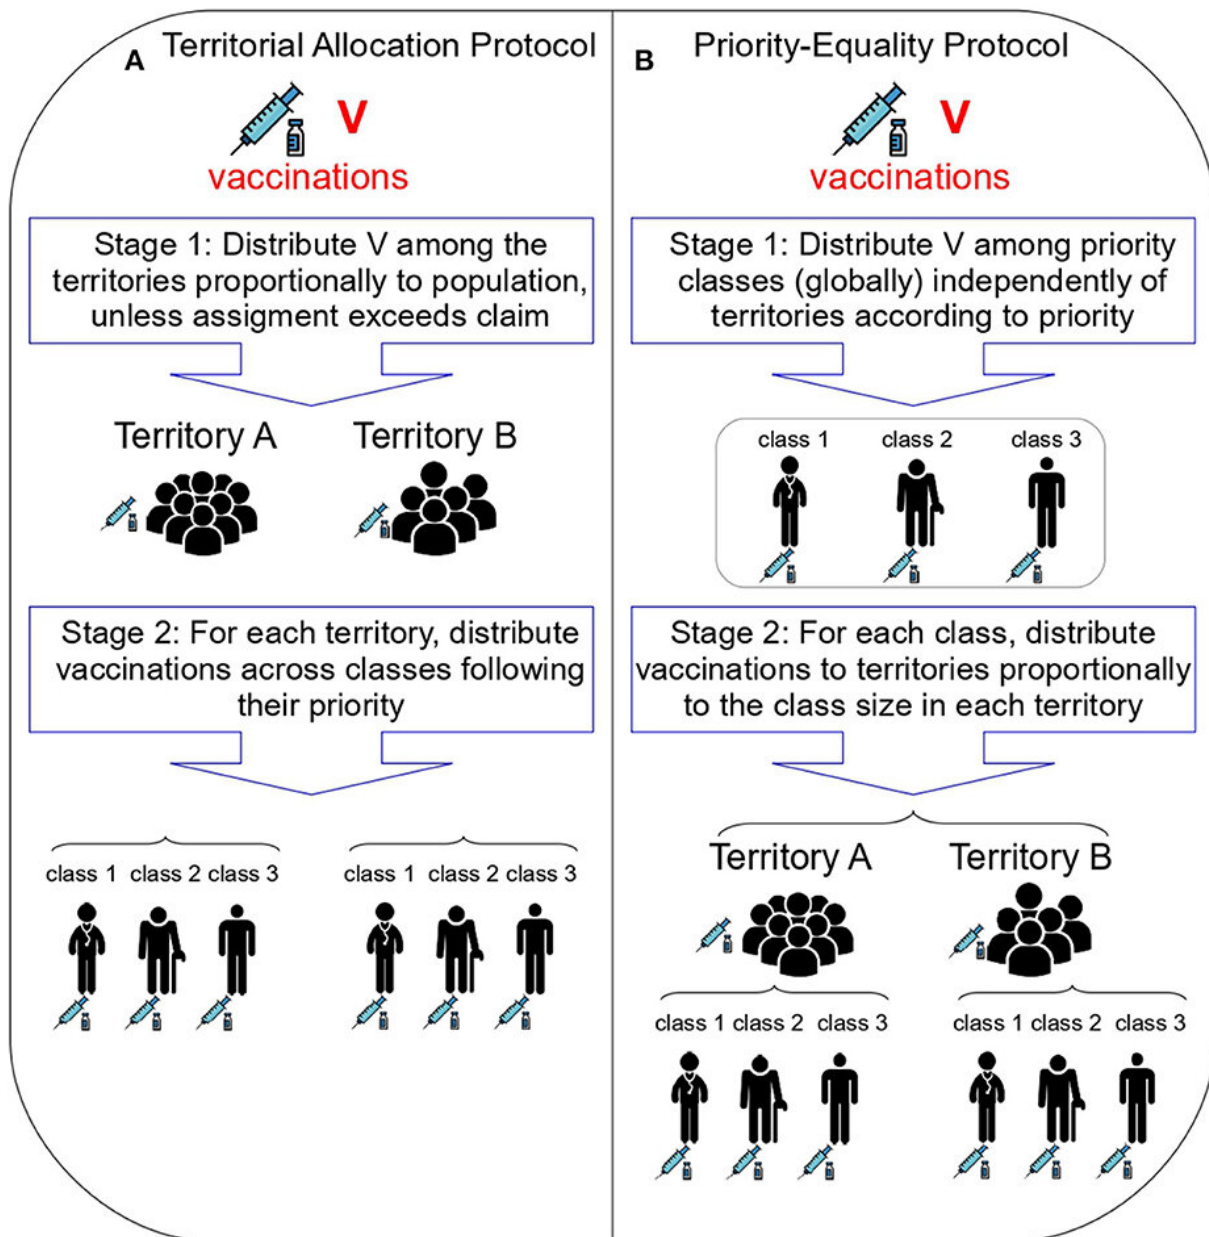 A Territorial Allocation Protocol
V
vaccinations
Stage 1: Distribute V among the
territories proportionally to population,
unless assigment exceeds claim
Territory A
Territory B
Stage 2: For each territory, distribute
vaccinations across classes following
their priority
class 1 class 2 class 3
class 1 class 2 class 3
B Priority-Equality Protocol
V
vaccinations
Stage 1: Distribute V among priority
classes (globally) independently of
territories according to priority
class 1 class 2 class 3
Stage 2: For each class, distribute
vaccinations to territories proportionally
to the class size in each territory
Territory A
Territory B
class 1 class 2 class 3
class 1 class 2 class 3